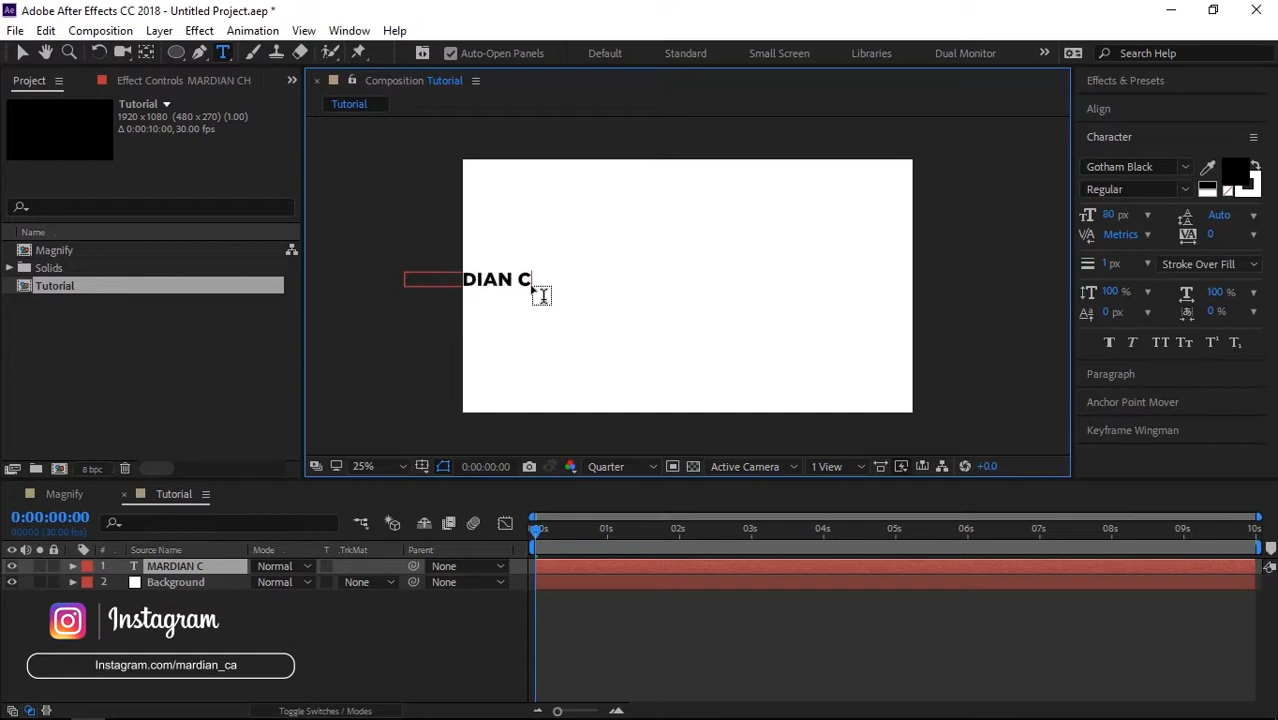 Ae Adobe After Effects CC 2018 - Untitled Project.aep *
File Edit Composition Layer Effect Animation View Window Help
T Auto-Open Panels Default Standard Small Screen Libraries Dual Monitor Search Help
Project Effect Controls MARDIAN CH
Tutorial
1920 x 1080 (480 x 270) (1.00)
Δ 0:00:10:00, 30.00 fps
Name
Magnify
Solids
Tutorial
8 bpc
Composition Tutorial
Tutorial
DIAN C
25% 0:00:00:00 Quarter Active Camera 1 View +0.0
Effects & Presets
Align
Character
Gotham Black
Regular
80 px Auto
Metrics 0
1 px Stroke Over Fill
100 % 100 %
0 px 0 %
T T TT Tт T¹ T₁
Paragraph
Anchor Point Mover
Keyframe Wingman
Magnify Tutorial
0:00:00:00
00000 (30.00 fps)
# Source Name Mode T .TrkMat Parent
1 T MARDIAN C Normal None
2 Background Normal None None
00s 01s 02s 03s 04s 05s 06s 07s 08s 09s 10s
Instagram
Instagram.com/mardian_ca
Toggle Switches / Modes